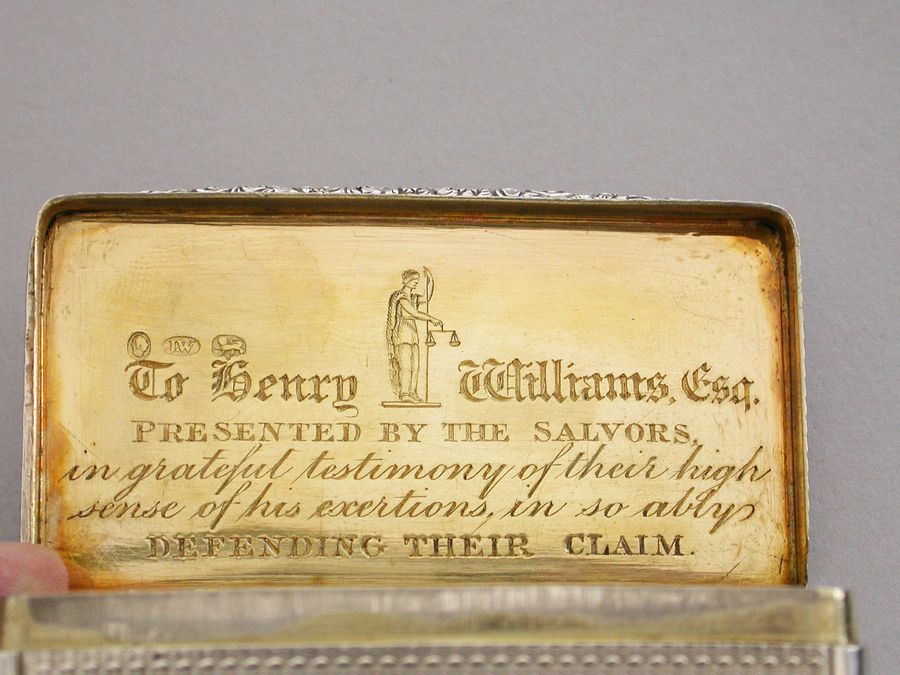 IW
To Henry Williams, Esq.
PRESENTED BY THE SALVORS,
in grateful testimony of their high
sense of his exertions, in so ably
DEFENDING THEIR CLAIM.